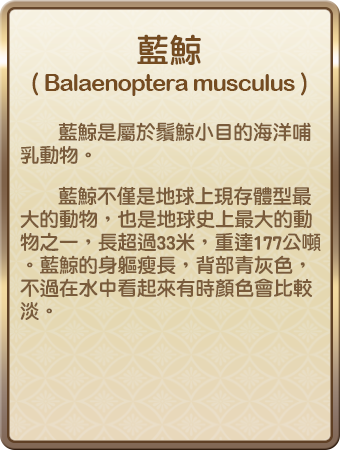 藍鯨
( Balaenoptera musculus )
藍鯨是屬於鬚鯨小目的海洋哺
乳動物。
藍鯨不僅是地球上現存體型最
大的動物，也是地球史上最大的動
物之一，長超過33米，重達177公噸
。藍鯨的身軀瘦長，背部青灰色，
不過在水中看起來有時顏色會比較
淡。